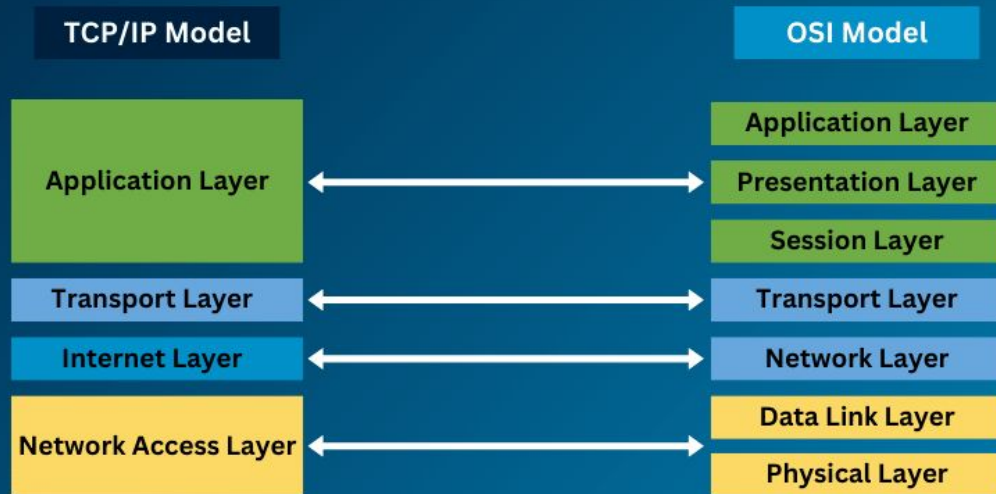 TCP/IP Model
OSI Model
Application Layer
Transport Layer
Internet Layer
Network Access Layer
Application Layer
Presentation Layer
Session Layer
Transport Layer
Network Layer
Data Link Layer
Physical Layer